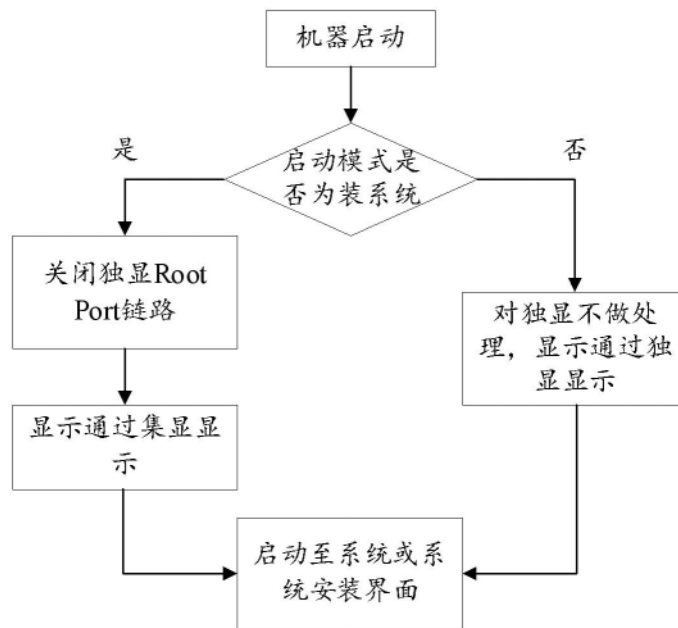 机器启动
是
否
启动模式是
否为装系统
关闭独显Root
Port链路
对独显不做处
理，显示通过独
显显示
显示通过集显显
示
启动至系统或系
统安装界面